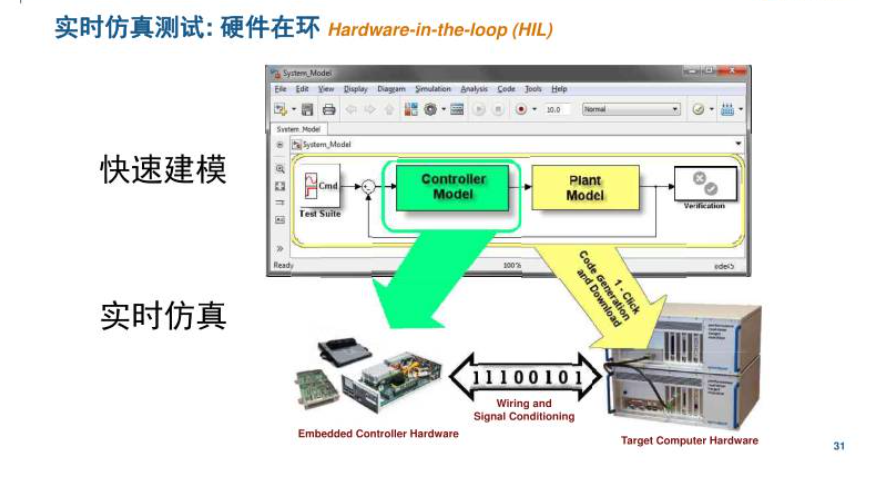 实时仿真测试: 硬件在环 Hardware-in-the-loop (HIL)
System_Model
File Edit View Display Diagram Simulation Analysis Code Tools Help
10.0 Normal
System_Model
System_Model
快速建模
Cmd
Test Suite
Controller
Model
Plant
Model
Verification
Ready 100%
1 - Click
Code Generation
and Download
实时仿真
11100101
Wiring and
Signal Conditioning
Embedded Controller Hardware
Target Computer Hardware
31